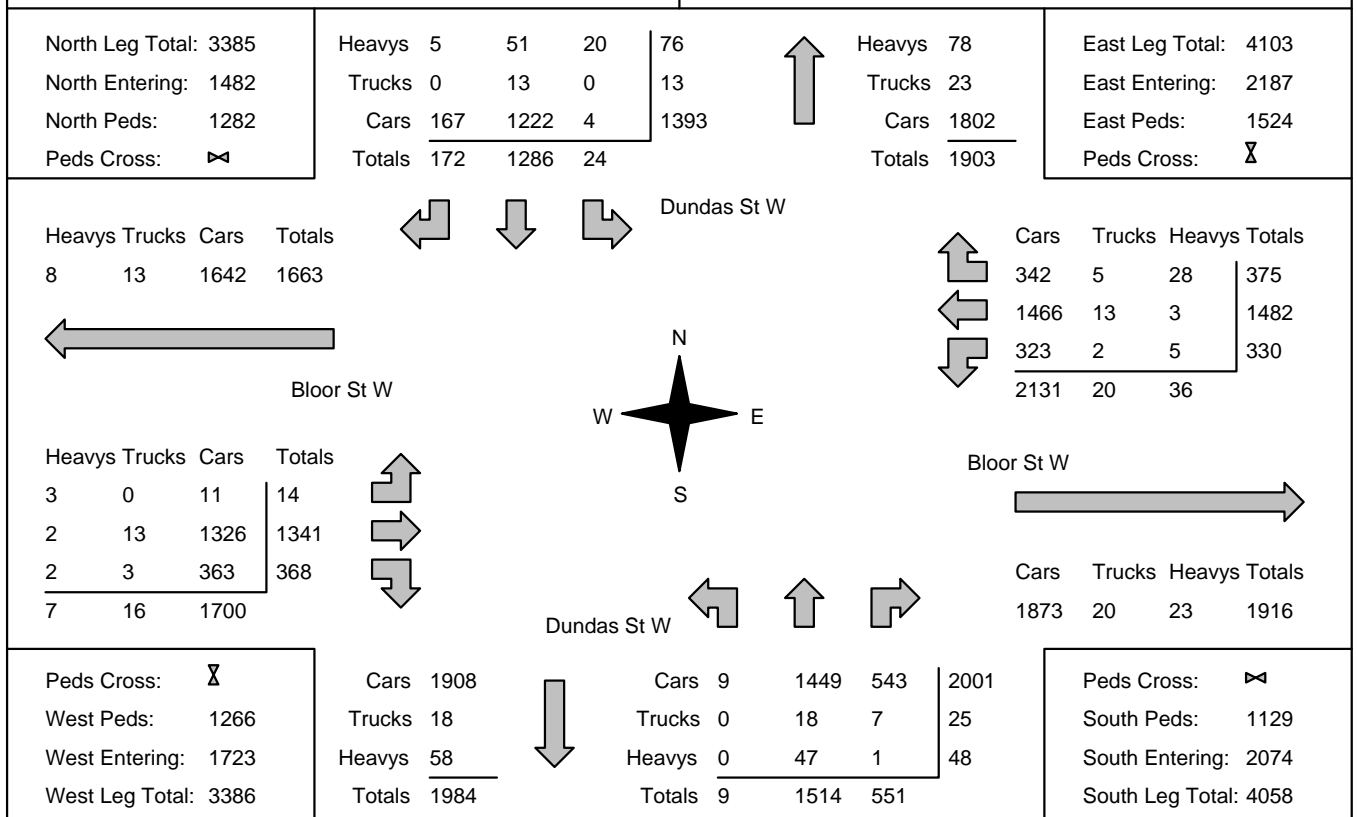 North Leg Total: 3385
North Entering: 1482
North Peds: 1282
Peds Cross:
Heavys 5 51 20 76
Trucks 0 13 0 13
Cars 167 1222 4 1393
Totals 172 1286 24
Heavys 78
Trucks 23
Cars 1802
Totals 1903
East Leg Total: 4103
East Entering: 2187
East Peds: 1524
Peds Cross:
Dundas St W
Heavys Trucks Cars Totals
8 13 1642 1663
Cars Trucks Heavys Totals
342 5 28 375
1466 13 3 1482
323 2 5 330
2131 20 36
Bloor St W
N
W E
S
Heavys Trucks Cars Totals
3 0 11 14
2 13 1326 1341
2 3 363 368
7 16 1700
Bloor St W
Cars Trucks Heavys Totals
1873 20 23 1916
Dundas St W
Peds Cross:
West Peds: 1266
West Entering: 1723
West Leg Total: 3386
Cars 1908
Trucks 18
Heavys 58
Totals 1984
Cars 9 1449 543 2001
Trucks 0 18 7 25
Heavys 0 47 1 48
Totals 9 1514 551
Peds Cross:
South Peds: 1129
South Entering: 2074
South Leg Total: 4058